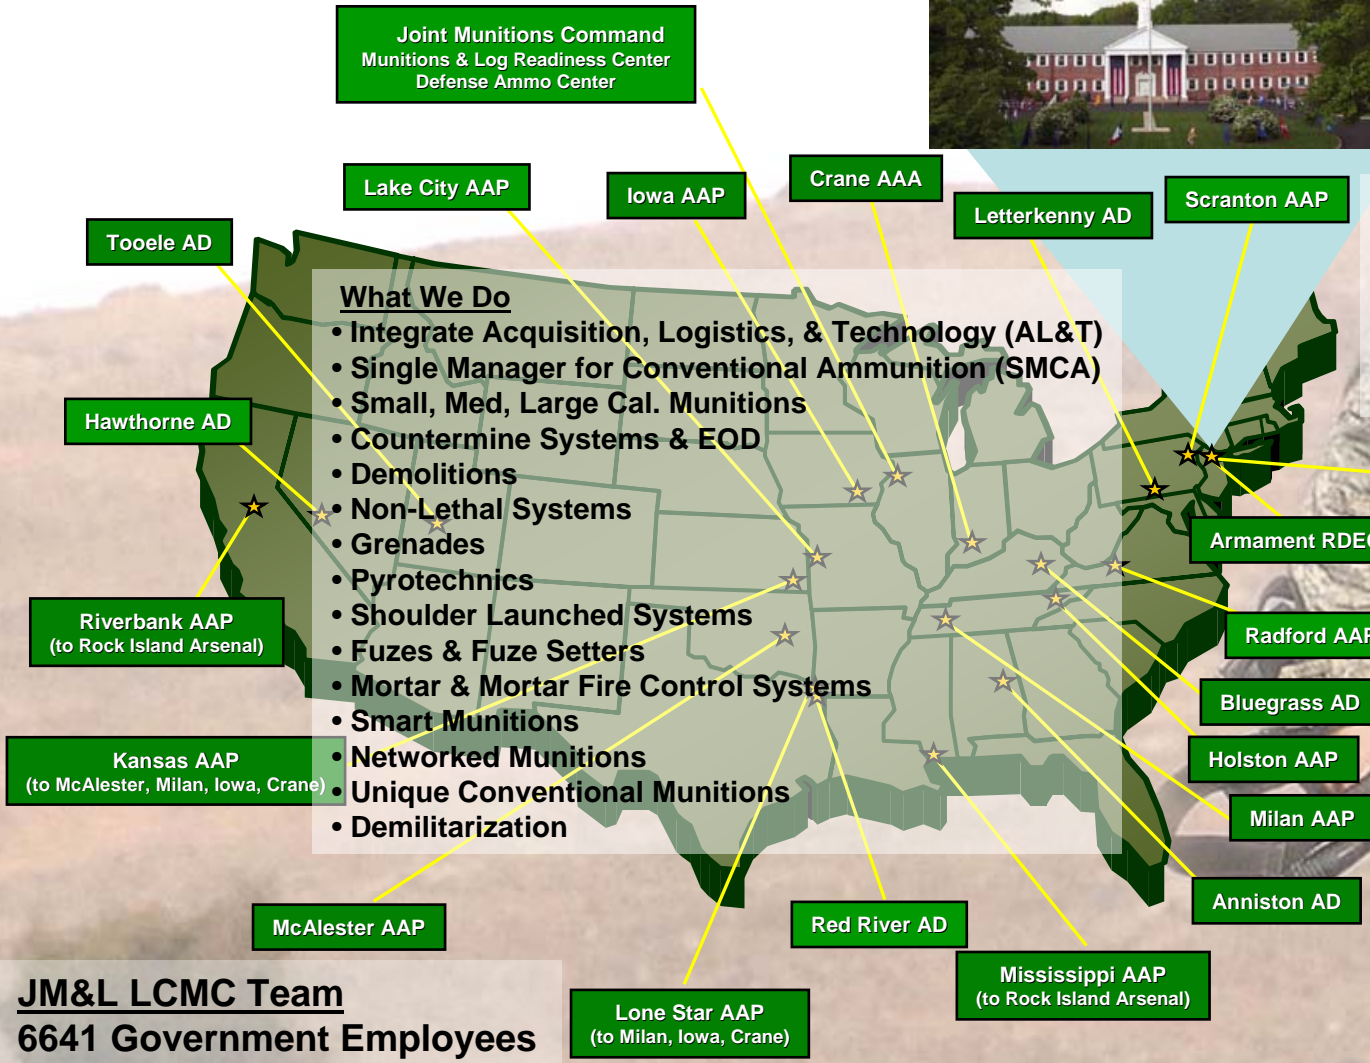 Joint Munitions Command
Munitions & Log Readiness Center
Defense Ammo Center
Lake City AAP
Iowa AAP
Crane AAA
Letterkenny AD
Scranton AAP
Tooele AD
What We Do
• Integrate Acquisition, Logistics, & Technology (AL&T)
• Single Manager for Conventional Ammunition (SMCA)
• Small, Med, Large Cal. Munitions
• Countermine Systems & EOD
• Demolitions
• Non-Lethal Systems
• Grenades
• Pyrotechnics
• Shoulder Launched Systems
• Fuzes & Fuze Setters
• Mortar & Mortar Fire Control Systems
• Smart Munitions
• Networked Munitions
• Unique Conventional Munitions
• Demilitarization
Hawthorne AD
Riverbank AAP
(to Rock Island Arsenal)
Kansas AAP
(to McAlester, Milan, Iowa, Crane)
Armament
Radford
Bluegrass AD
Holston AAP
Milan AAP
Anniston AD
McAlester AAP
Red River AD
Mississippi AAP
(to Rock Island Arsenal)
Lone Star AAP
(to Milan, Iowa, Crane)
JM&L LCMC Team
6641 Government Employees